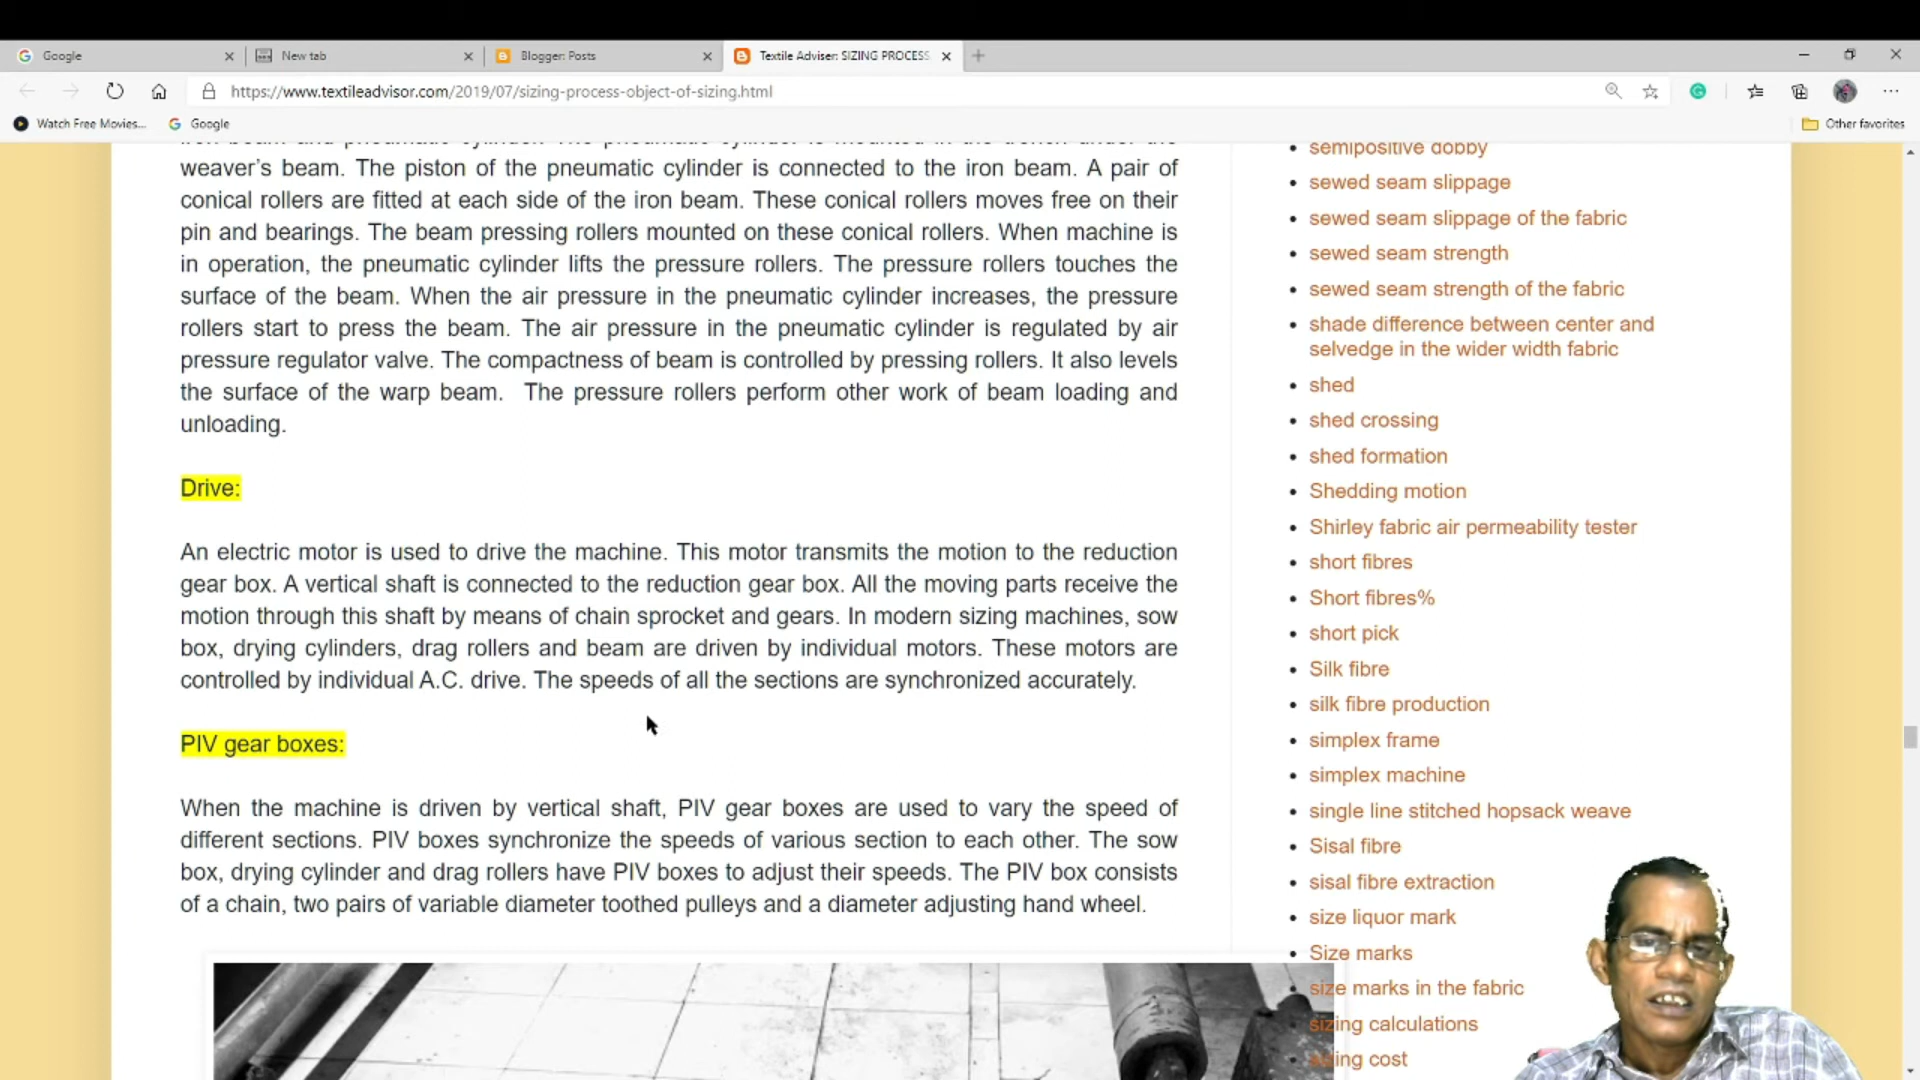 Google
New tab
Blogger: Posts
Textile Adviser: SIZING PROCESS
https://www.textileadvisor.com/2019/07/sizing-process-object-of-sizing.html
Watch Free Movies...
Google
Other favorites
weaver’s beam. The piston of the pneumatic cylinder is connected to the iron beam. A pair of
conical rollers are fitted at each side of the iron beam. These conical rollers moves free on their
pin and bearings. The beam pressing rollers mounted on these conical rollers. When machine is
in operation, the pneumatic cylinder lifts the pressure rollers. The pressure rollers touches the
surface of the beam. When the air pressure in the pneumatic cylinder increases, the pressure
rollers start to press the beam. The air pressure in the pneumatic cylinder is regulated by air
pressure regulator valve. The compactness of beam is controlled by pressing rollers. It also levels
the surface of the warp beam.  The pressure rollers perform other work of beam loading and
unloading.
Drive:
An electric motor is used to drive the machine. This motor transmits the motion to the reduction
gear box. A vertical shaft is connected to the reduction gear box. All the moving parts receive the
motion through this shaft by means of chain sprocket and gears. In modern sizing machines, sow
box, drying cylinders, drag rollers and beam are driven by individual motors. These motors are
controlled by individual A.C. drive. The speeds of all the sections are synchronized accurately.
PIV gear boxes:
When the machine is driven by vertical shaft, PIV gear boxes are used to vary the speed of
different sections. PIV boxes synchronize the speeds of various section to each other. The sow
box, drying cylinder and drag rollers have PIV boxes to adjust their speeds. The PIV box consists
of a chain, two pairs of variable diameter toothed pulleys and a diameter adjusting hand wheel.
semipositive dobby
sewed seam slippage
sewed seam slippage of the fabric
sewed seam strength
sewed seam strength of the fabric
shade difference between center and
selvedge in the wider width fabric
shed
shed crossing
shed formation
Shedding motion
Shirley fabric air permeability tester
short fibres
Short fibres%
short pick
Silk fibre
silk fibre production
simplex frame
simplex machine
single line stitched hopsack weave
Sisal fibre
sisal fibre extraction
size liquor mark
Size marks
size marks in the fabric
sizing calculations
sizing cost